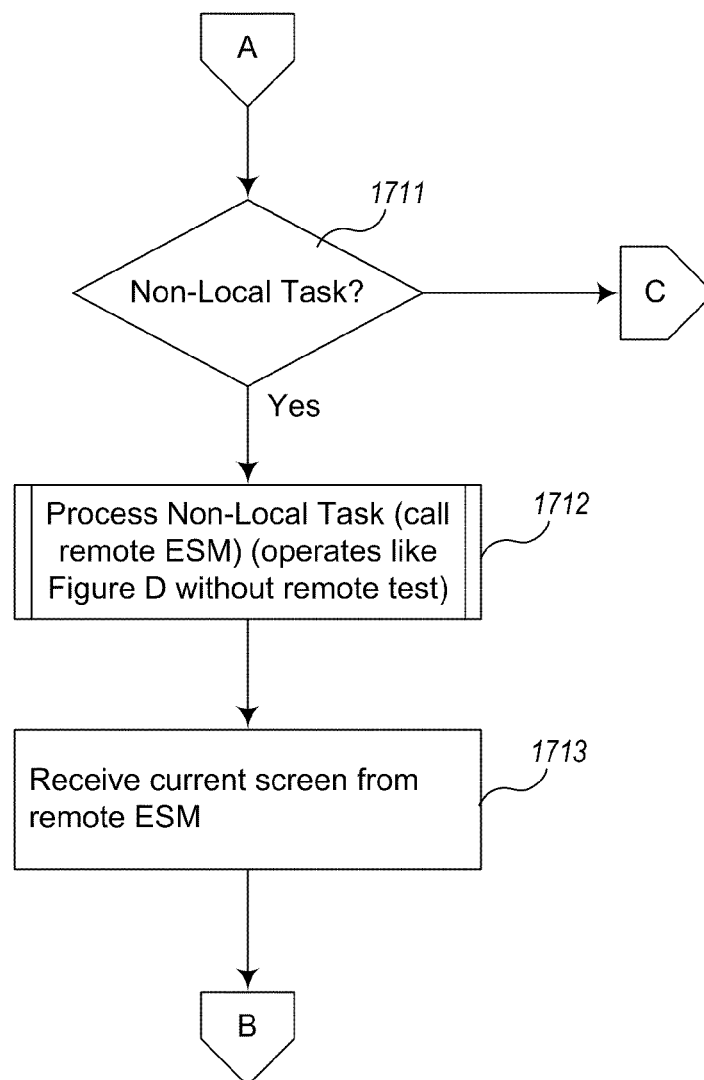 A
1711
Non-Local Task?
C
Yes
Process Non-Local Task (call
remote ESM) (operates like
Figure D without remote test)
1712
Receive current screen from
remote ESM
1713
B